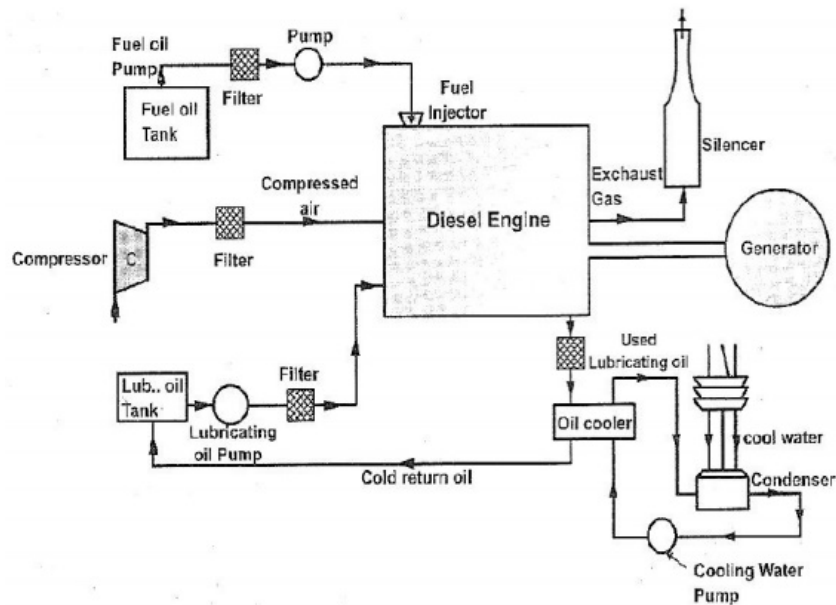 Fuel oil
Pump
Pump
Fuel oil
Tank
Filter
Fuel
Injector
Silencer
Compressed
air
Diesel Engine
Exchaust
Gas
Compressor
C
Filter
Generator
Used
Lubricating oil
Filter
Lub.. oil
Tank
Oil cooler
Lubricating
oil Pump
cool water
Condenser
Cold return oil
Cooling Water
Pump